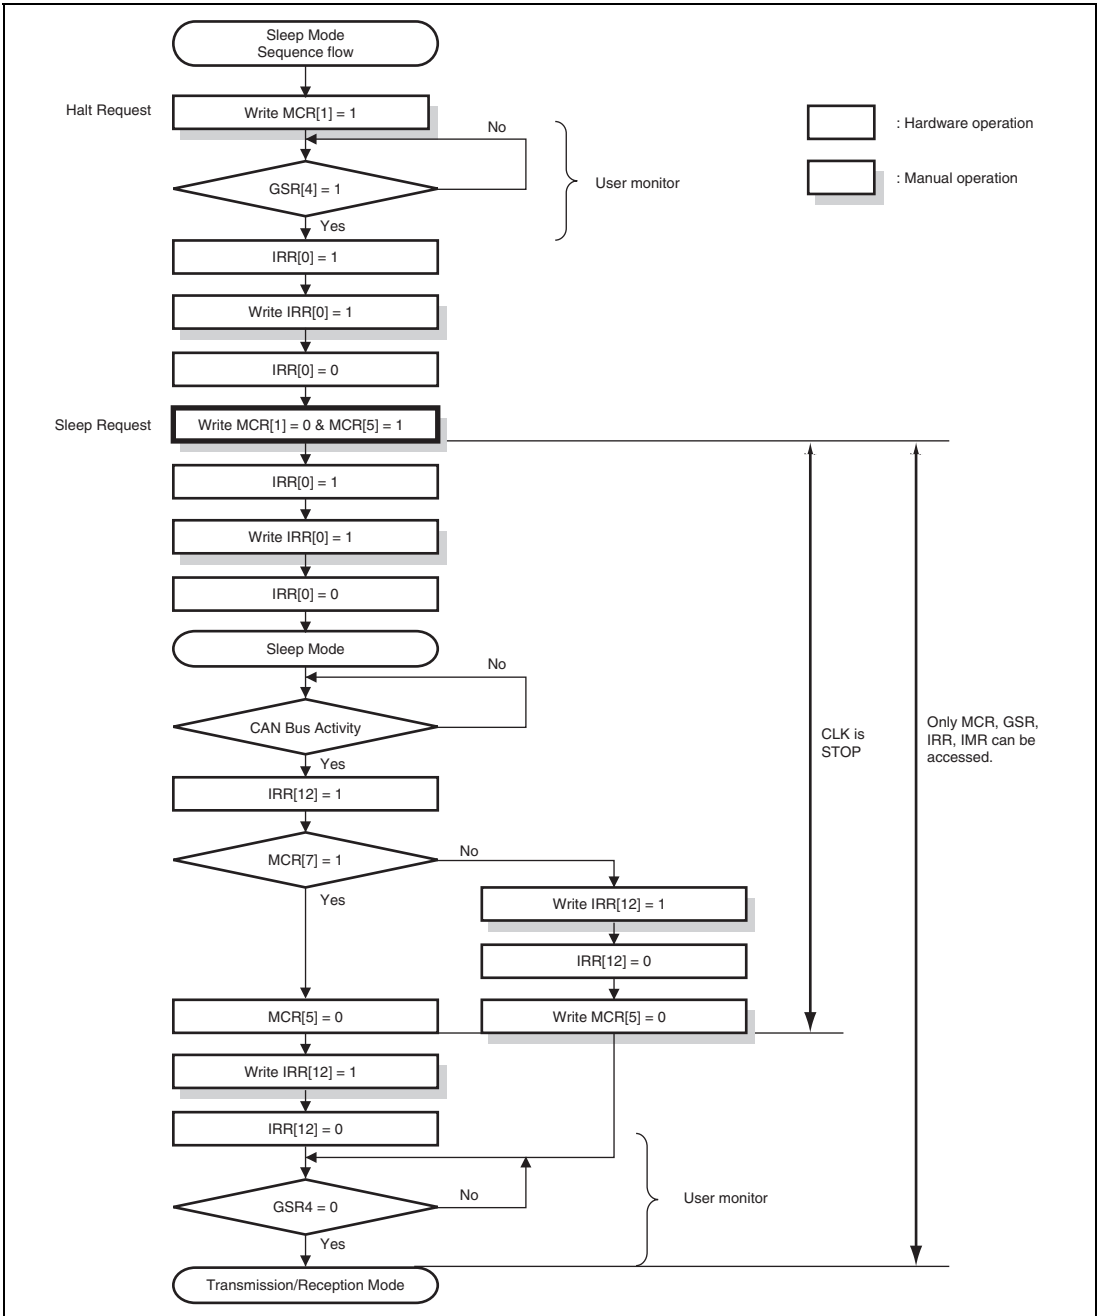 Sleep Mode
Sequence flow
Halt Request
Write MCR[1] = 1
: Hardware operation
No
GSR[4] = 1
User monitor
: Manual operation
Yes
IRR[0] = 1
Write IRR[0] = 1
IRR[0] = 0
Sleep Request
Write MCR[1] = 0 & MCR[5] = 1
IRR[0] = 1
Write IRR[0] = 1
IRR[0] = 0
Sleep Mode
No
CAN Bus Activity
CLK is
STOP
Only MCR, GSR,
IRR, IMR can be
accessed.
Yes
IRR[12] = 1
MCR[7] = 1
No
Yes
Write IRR[12] = 1
IRR[12] = 0
MCR[5] = 0
Write MCR[5] = 0
Write IRR[12] = 1
IRR[12] = 0
GSR4 = 0
No
User monitor
Yes
Transmission/Reception Mode